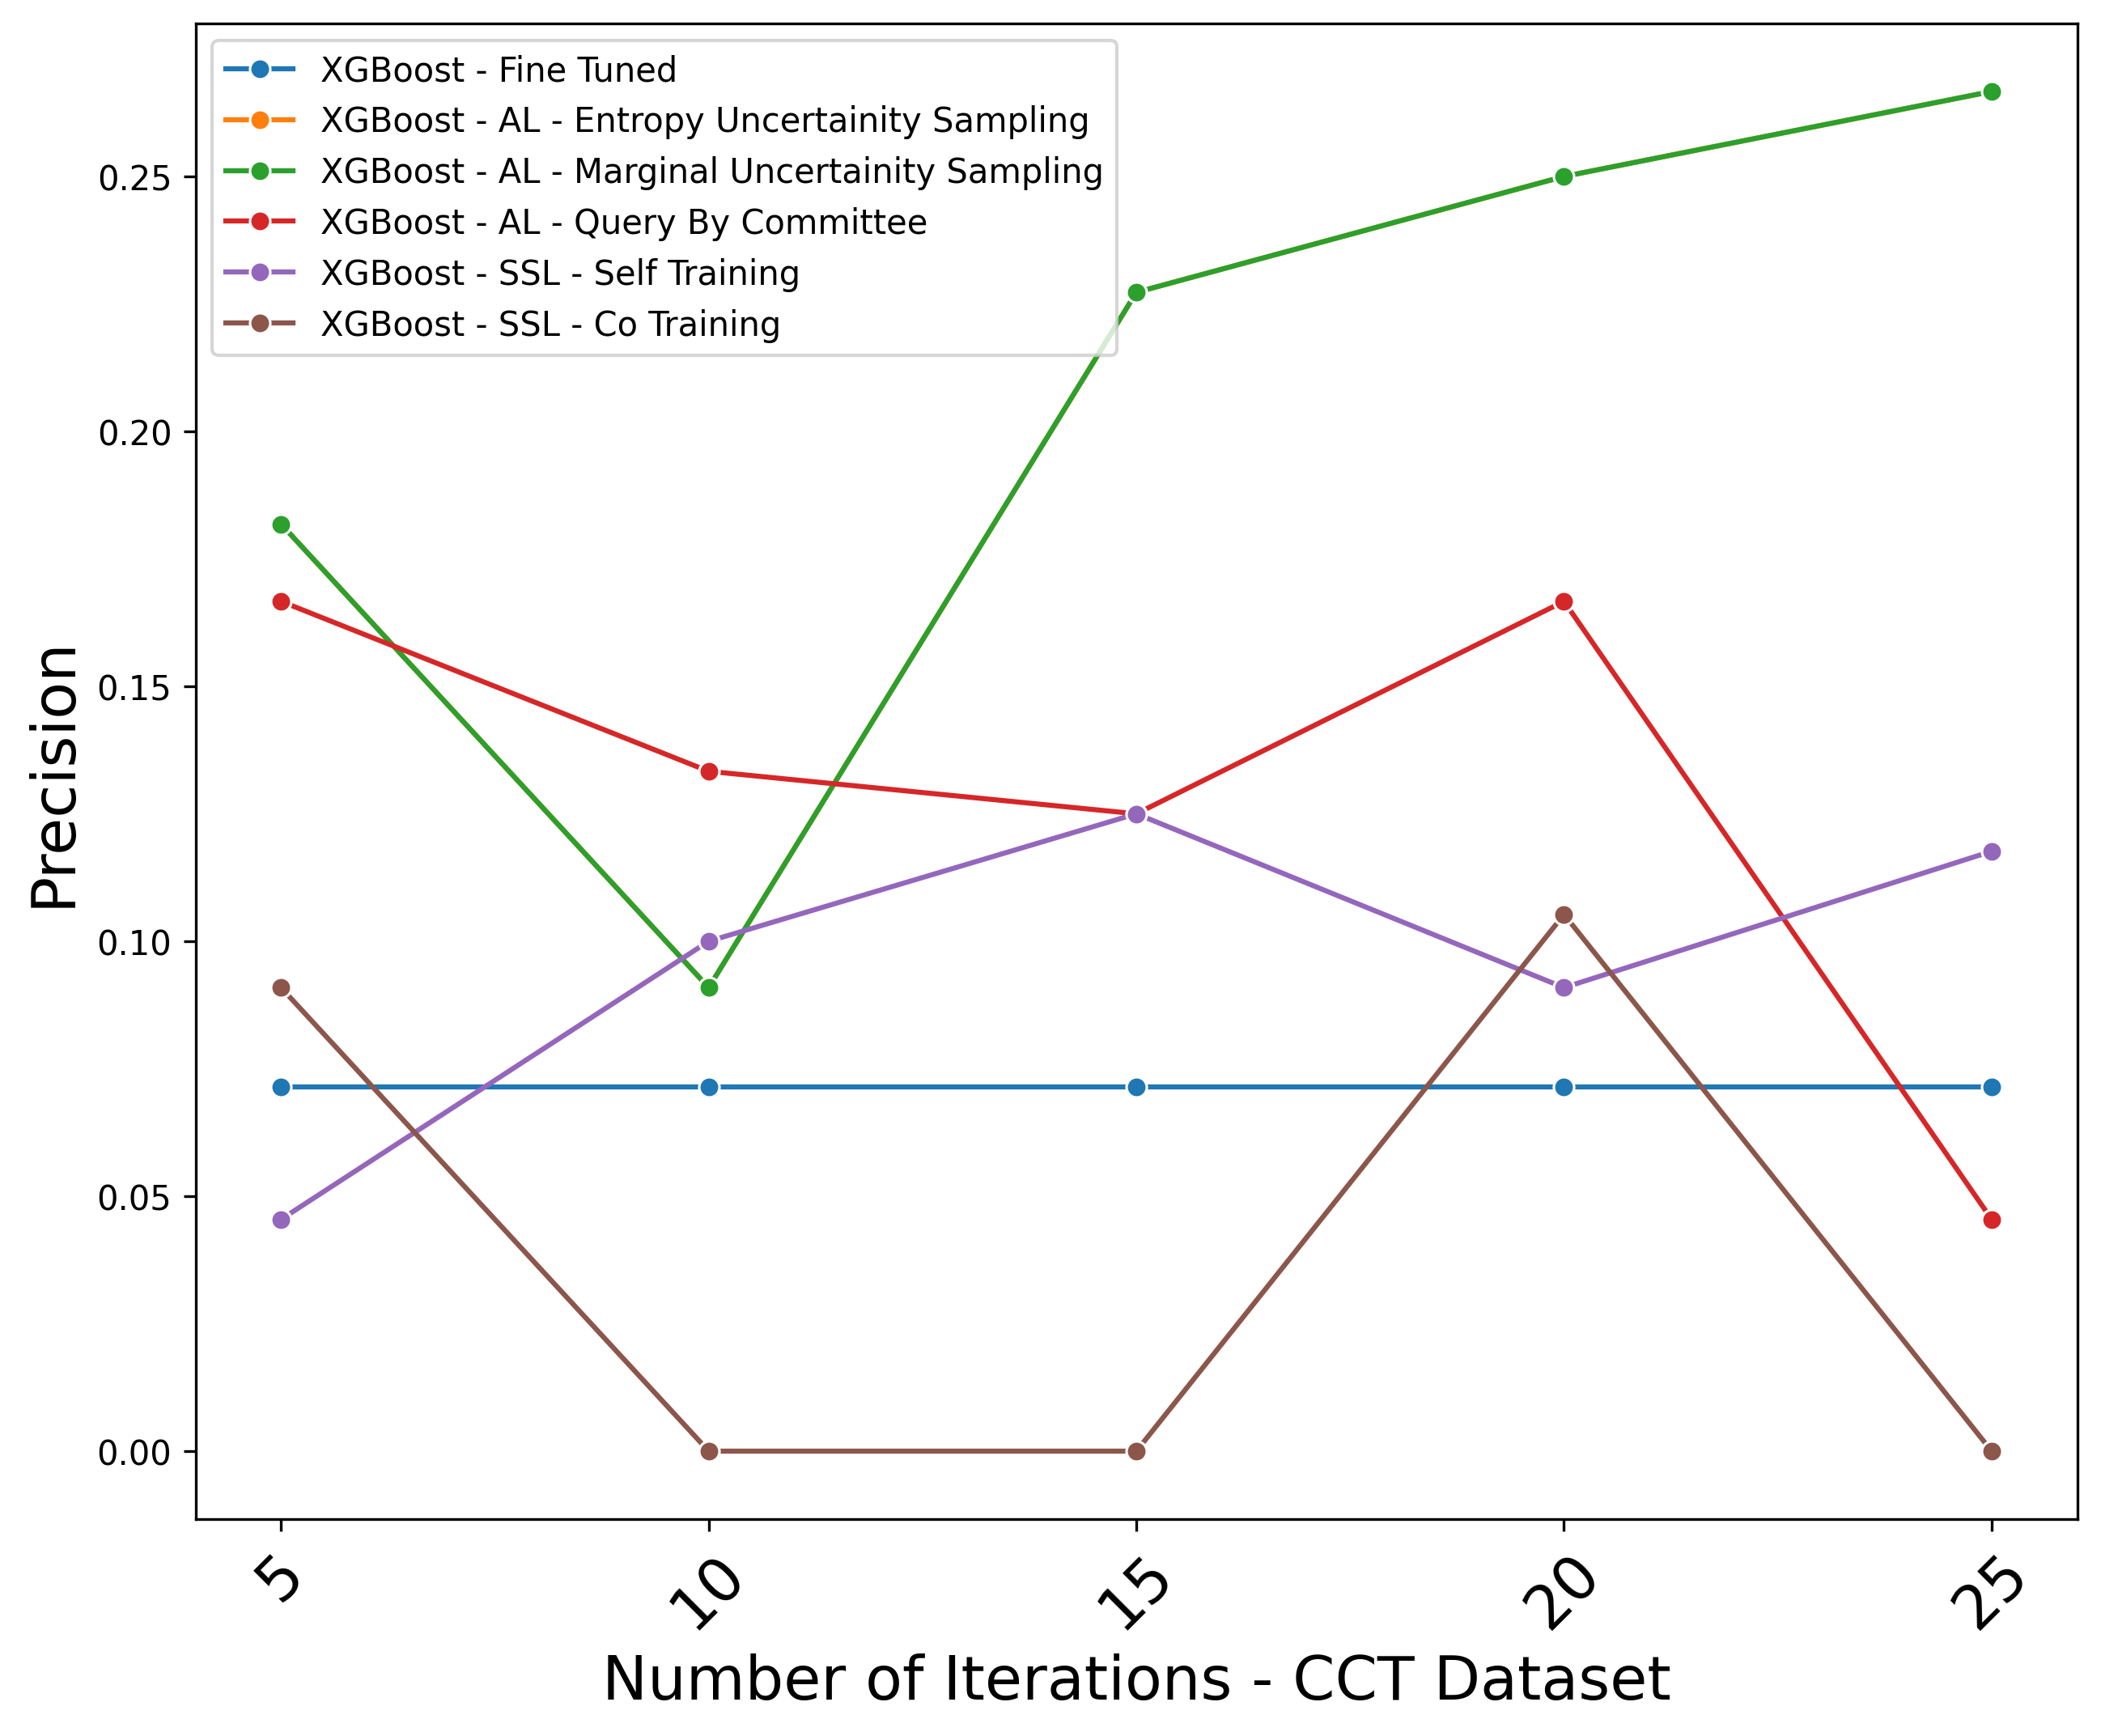 XGBoost - Fine Tuned
XGBoost - AL - Entropy Uncertainity Sampling
XGBoost - AL - Marginal Uncertainity Sampling
XGBoost - AL - Query By Committee
XGBoost - SSL - Self Training
XGBoost - SSL - Co Training
0.25
0.20
0.15
0.10
0.05
0.00
Precision
5 10 15 20 25
Number of Iterations - CCT Dataset